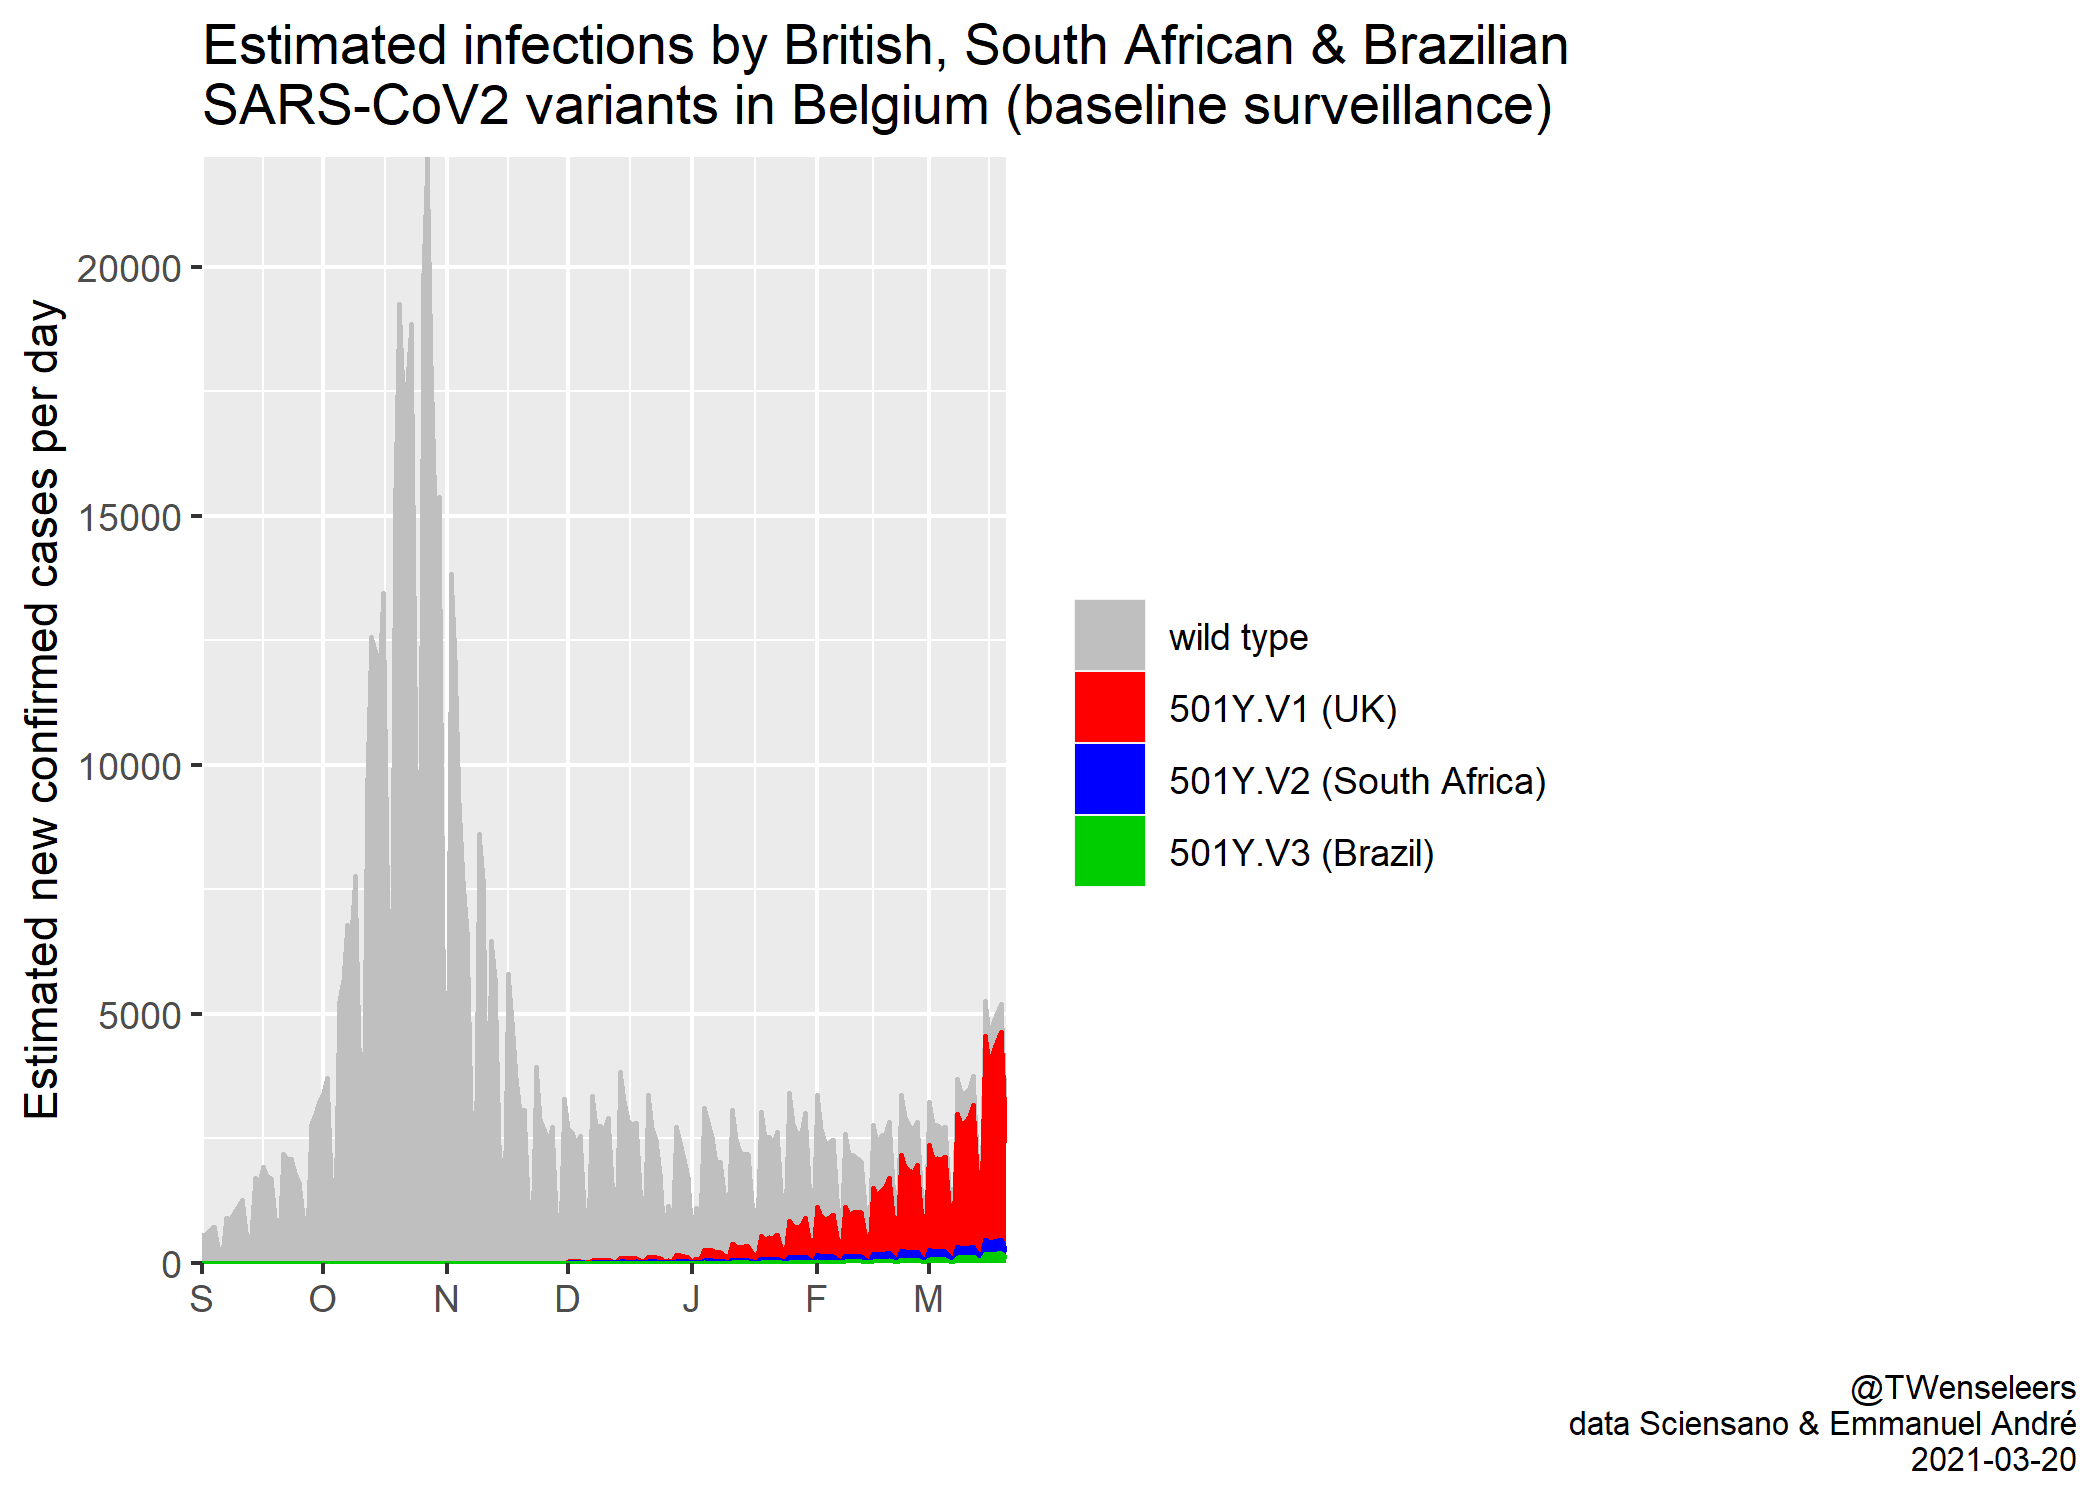 Estimated infections by British, South African & Brazilian
SARS-CoV2 variants in Belgium (baseline surveillance)
Estimated new confirmed cases per day
20000
15000
10000
5000
0
S O N D J F M
wild type
501Y.V1 (UK)
501Y.V2 (South Africa)
501Y.V3 (Brazil)
@TWenseleers
data Sciensano & Emmanuel André
2021-03-20